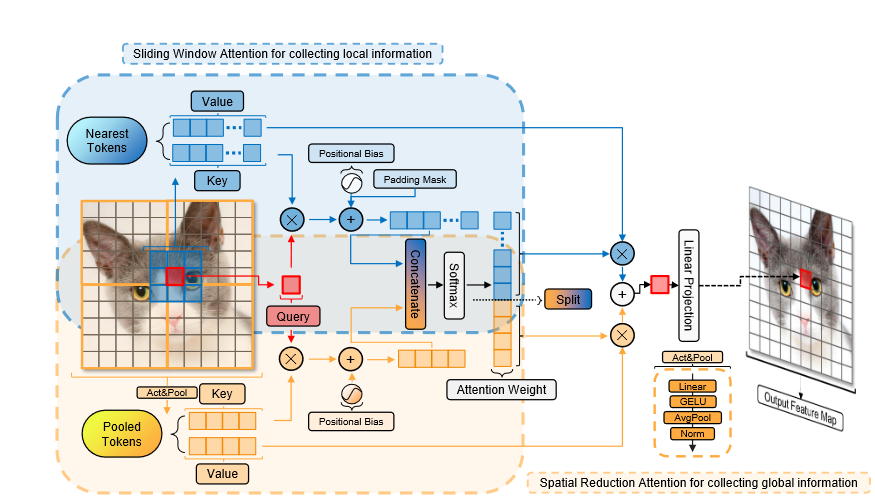 Sliding Window Attention for collecting local information
Value
Nearest
Tokens
Key
Positional Bias
Padding Mask
Query
Concatenate
Softmax
Split
Linear Projection
Act&Pool
Key
Pooled
Tokens
Value
Positional Bias
Attention Weight
Act&Pool
Linear
GELU
AvgPool
Norm
Output Feature Map
Spatial Reduction Attention for collecting global information